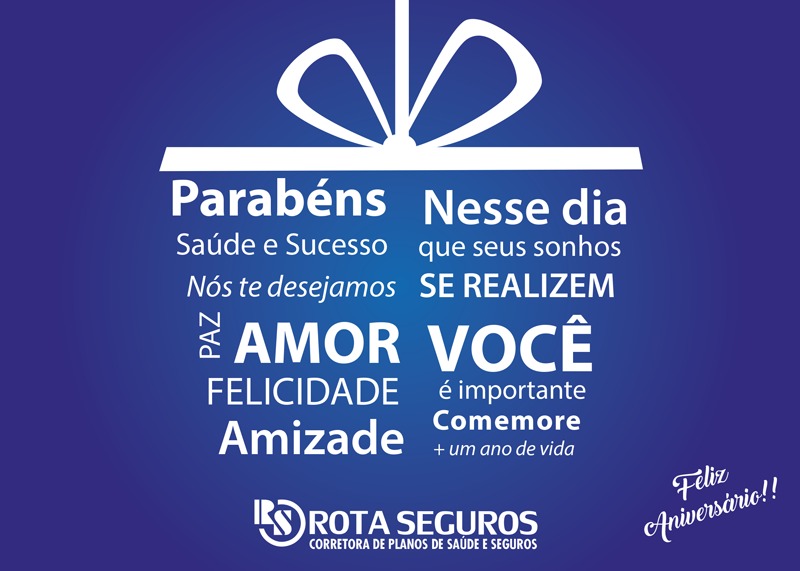 Parabéns
Saúde e Sucesso
Nós te desejamos
PAZ
AMOR
FELICIDADE
Amizade
Nesse dia
que seus sonhos
SE REALIZEM
VOCÊ
é importante
Comemore
+ um ano de vida
RS ROTA SEGUROS
CORRETORA DE PLANOS DE SAÚDE E SEGUROS
Feliz
Aniversário!!